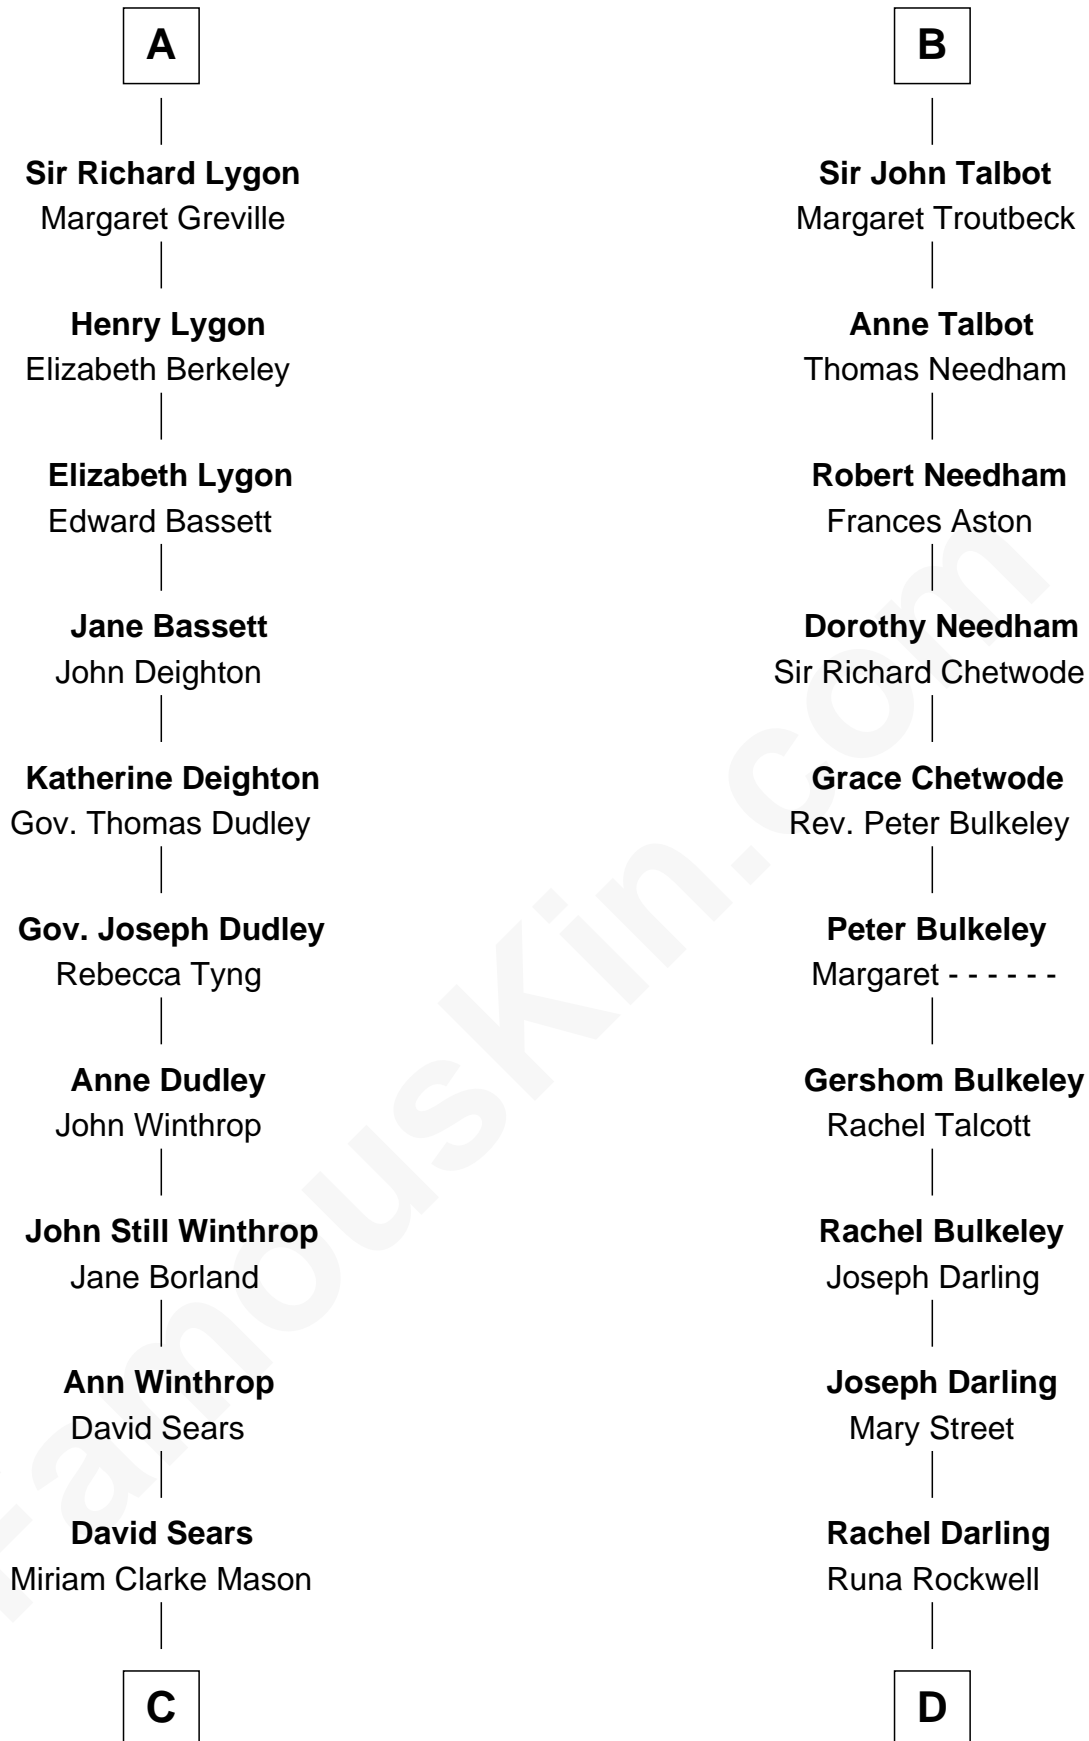 A
Sir Richard Lygon
Margaret Greville
Henry Lygon
Elizabeth Berkeley
Elizabeth Lygon
Edward Bassett
Jane Bassett
John Deighton
Katherine Deighton
Gov. Thomas Dudley
Gov. Joseph Dudley
Rebecca Tyng
Anne Dudley
John Winthrop
John Still Winthrop
Jane Borland
Ann Winthrop
David Sears
David Sears
Miriam Clarke Mason
C
B
Sir John Talbot
Margaret Troutbeck
Anne Talbot
Thomas Needham
Robert Needham
Frances Aston
Dorothy Needham
Sir Richard Chetwode
Grace Chetwode
Rev. Peter Bulkeley
Peter Bulkeley
Margaret - - - - - -
Gershom Bulkeley
Rachel Talcott
Rachel Bulkeley
Joseph Darling
Joseph Darling
Mary Street
Rachel Darling
Runa Rockwell
D
FamousKin.com